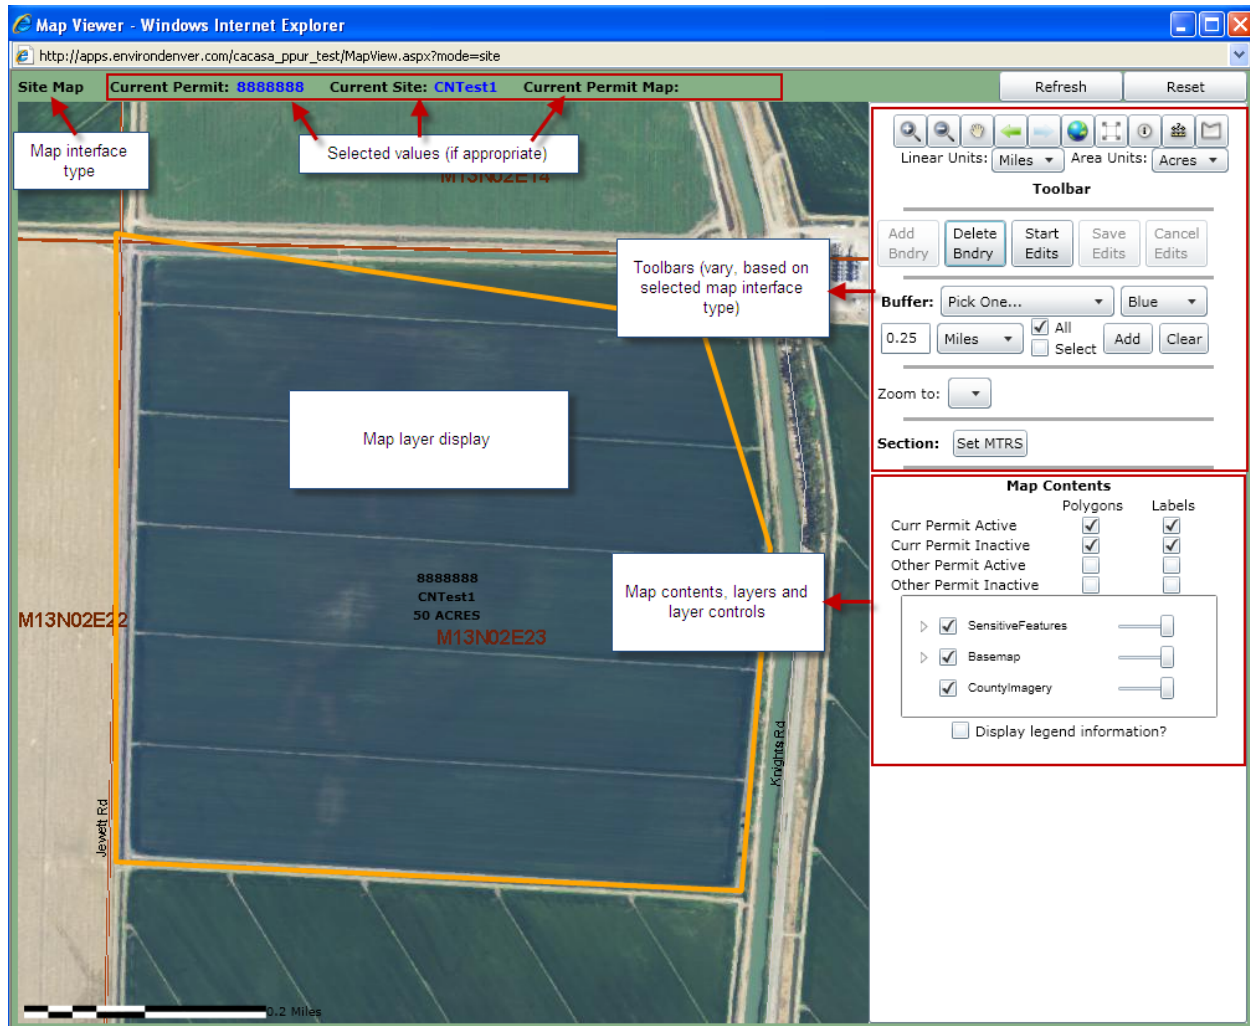 Map Viewer - Windows Internet Explorer
http://apps.environdenver.com/cacasa_ppur_test/MapView.aspx?mode=site
Site Map Current Permit: 8888888 Current Site: CNTest1 Current Permit Map: Refresh Reset
Map interface
type
Selected values (if appropriate)
M13N02E14
Linear Units: Miles Area Units: Acres
Toolbar
Add
Bndry
Delete
Bndry
Start
Edits
Save
Edits
Cancel
Edits
Toolbars (vary, based on
selected map interface
type)
Buffer: Pick One... Blue
0.25 Miles All
Select
Add Clear
Zoom to:
Section: Set MTRS
Map layer display
Map Contents
Polygons Labels
Curr Permit Active
Curr Permit Inactive
Other Permit Active
Other Permit Inactive
SensitiveFeatures
Basemap
CountyImagery
Display legend information?
Map contents, layers and
layer controls
8888888
CNTest1
50 ACRES
M13N02E22
M13N02E23
Knights Rd
Jewett Rd
0.2 Miles